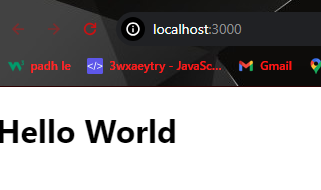 localhost:3000
padh le 3wxaeytry - JavaSc... Gmail
Hello World